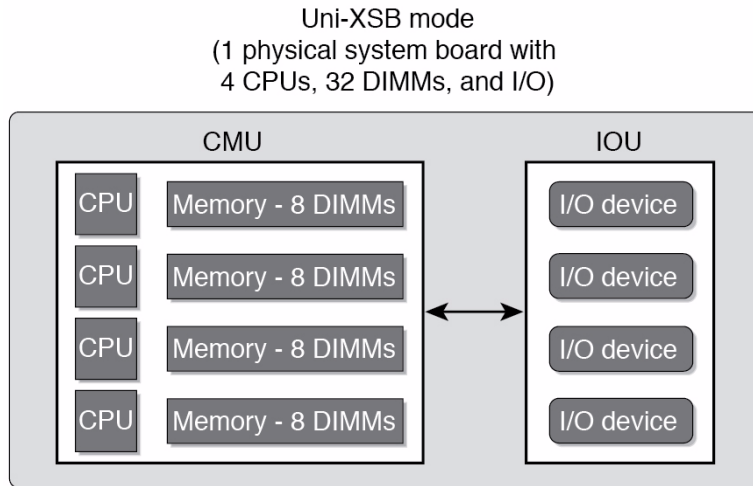 Uni-XSB mode
(1 physical system board with
4 CPUs, 32 DIMMs, and I/O)
CMU
IOU
CPU
Memory - 8 DIMMs
I/O device
CPU
Memory - 8 DIMMs
I/O device
CPU
Memory - 8 DIMMs
I/O device
CPU
Memory - 8 DIMMs
I/O device